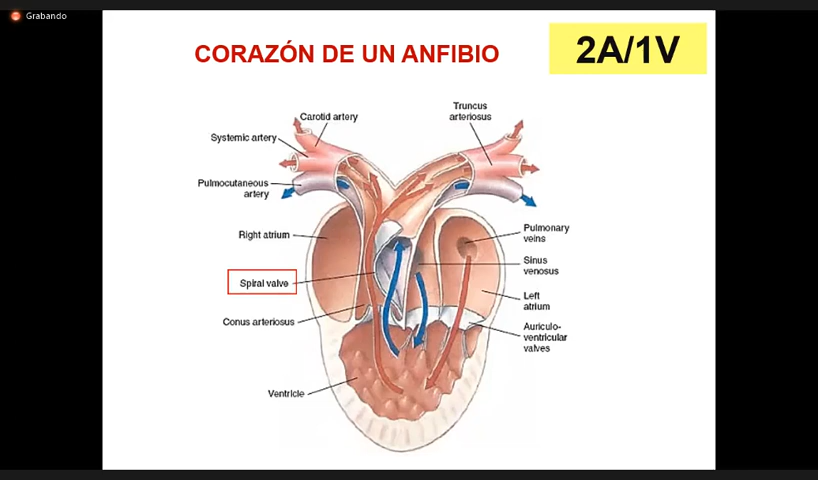 Grabando
CORAZÓN DE UN ANFIBIO
2A/1V
Carotid artery
Truncus
arteriosus
Systemic artery
Pulmocutaneous
artery
Right atrium
Pulmonary
veins
Sinus
venosus
Spiral valve
Left
atrium
Conus arteriosus
Auriculo-
ventricular
valves
Ventricle